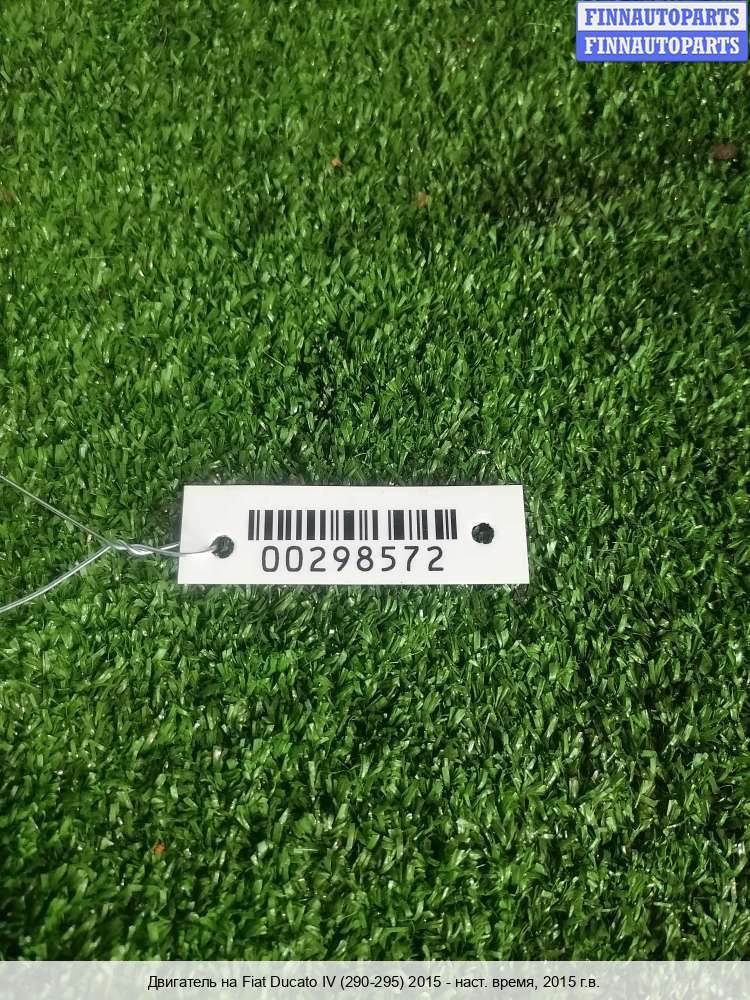 FINNAUTOPARTS
FINNAUTOPARTS
00298572
Двигатель на Fiat Ducato IV (290-295) 2015 - наст. время, 2015 г.в.